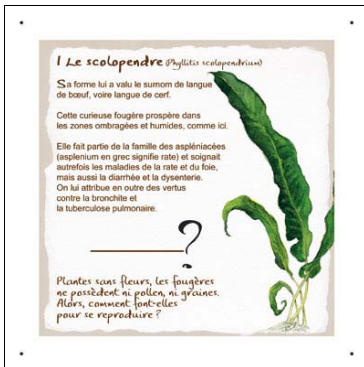 1 Le scolopendre (Phyllitis scolopendrium)
Sa forme lui a valu le surnom de langue
de bœuf, voire langue de cerf.
Cette curieuse fougère prospère dans
les zones ombragées et humides, comme ici.
Elle fait partie de la famille des aspléniacées
(asplenium en grec signifie rate) et soignait
autrefois les maladies de la rate et du foie,
mais aussi la diarrhée et la dysenterie.
On lui attribue en outre des vertus
contre la bronchite et
la tuberculose pulmonaire.
?
Plantes sans fleurs, les fougères
ne possèdent ni pollen, ni graines.
Alors, comment font-elles
pour se reproduire ?